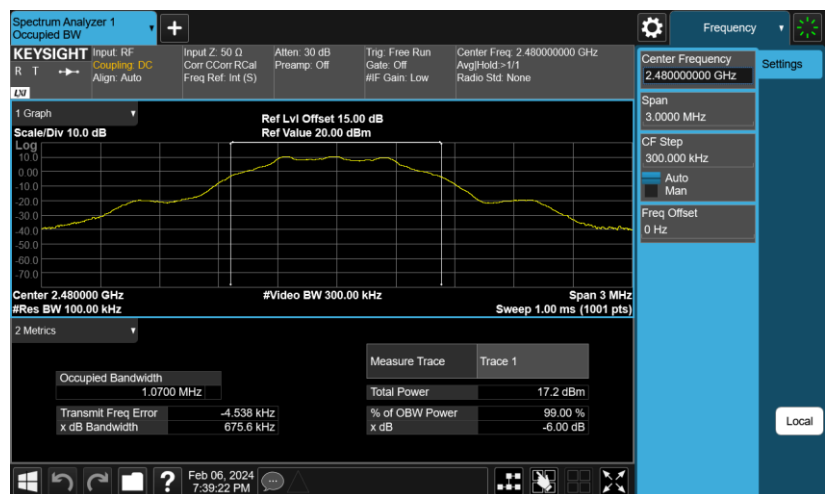 Spectrum Analyzer 1
Occupied BW
▼
+
Frequency
▼
KEYSIGHT
R T
LXI
Input: RF
Coupling: DC
Align: Auto
Input Z: 50 Ω
Corr CCorr RCal
Freq Ref: Int (S)
Atten: 30 dB
Preamp: Off
Trig: Free Run
Gate: Off
#IF Gain: Low
Center Freq: 2.480000000 GHz
Avg|Hold:>1/1
Radio Std: None
Center Frequency
2.480000000 GHz
Settings
Span
3.0000 MHz
CF Step
300.000 kHz
Auto
Man
Freq Offset
0 Hz
Local
1 Graph
▼
Scale/Div 10.0 dB
Ref Lvl Offset 15.00 dB
Ref Value 20.00 dBm
Log
10.0
0.00
-10.0
-20.0
-30.0
-40.0
-50.0
-60.0
-70.0
Center 2.480000 GHz
#Res BW 100.00 kHz
#Video BW 300.00 kHz
Span 3 MHz
Sweep 1.00 ms (1001 pts)
2 Metrics
▼
Measure Trace Trace 1
Occupied Bandwidth
1.0700 MHz
Total Power 17.2 dBm
Transmit Freq Error -4.538 kHz
% of OBW Power 99.00 %
x dB Bandwidth 675.6 kHz
x dB -6.00 dB
?
Feb 06, 2024
7:39:22 PM